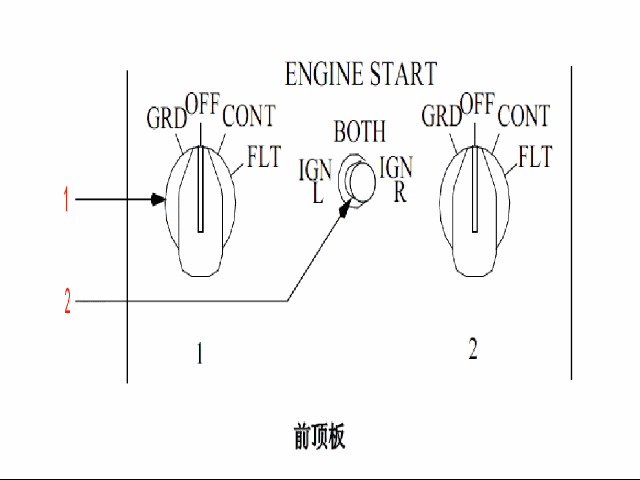 ENGINE START
GRD OFF CONT FLT
BOTH
IGN L
IGN R
GRD OFF CONT FLT
1
2
1
2
前顶板